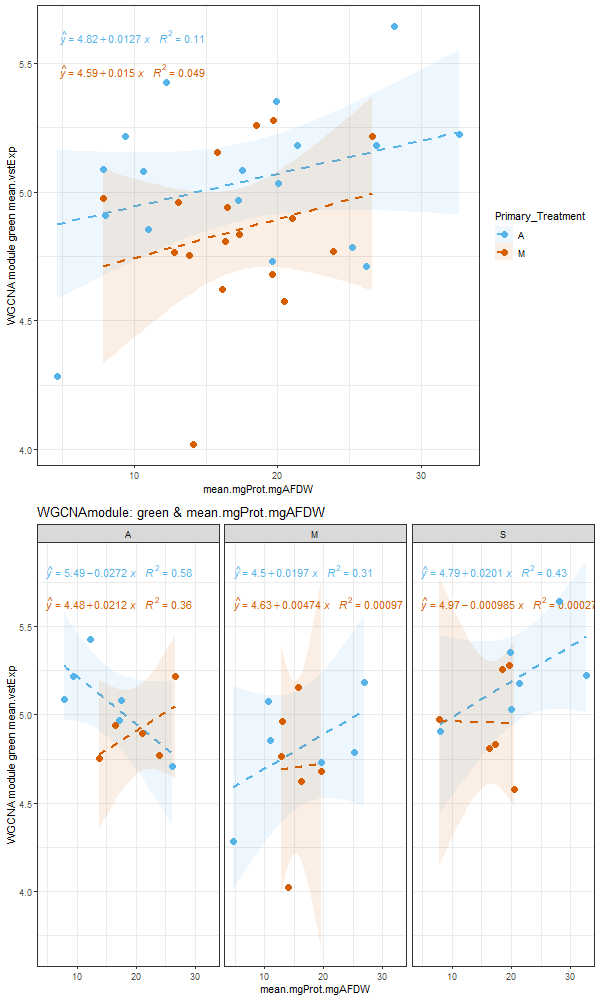 ŷ = 4.82 + 0.0127 x   R² = 0.11
ŷ = 4.59 + 0.015 x   R² = 0.049
5.5
5.0
4.5
4.0
WGCNA module green mean.vstExp
10 20 30
mean.mgProt.mgAFDW
Primary_Treatment
A
M
WGCNAmodule: green & mean.mgProt.mgAFDW
A M S
ŷ = 5.49 − 0.0272 x   R² = 0.58
ŷ = 4.48 + 0.0212 x   R² = 0.36
ŷ = 4.5 + 0.0197 x   R² = 0.31
ŷ = 4.63 + 0.00474 x   R² = 0.00097
ŷ = 4.79 + 0.0201 x   R² = 0.43
ŷ = 4.97 − 0.000985 x   R² = 0.00027
5.5
5.0
4.5
4.0
WGCNA module green mean.vstExp
10 20 30 10 20 30 10 20 30
mean.mgProt.mgAFDW